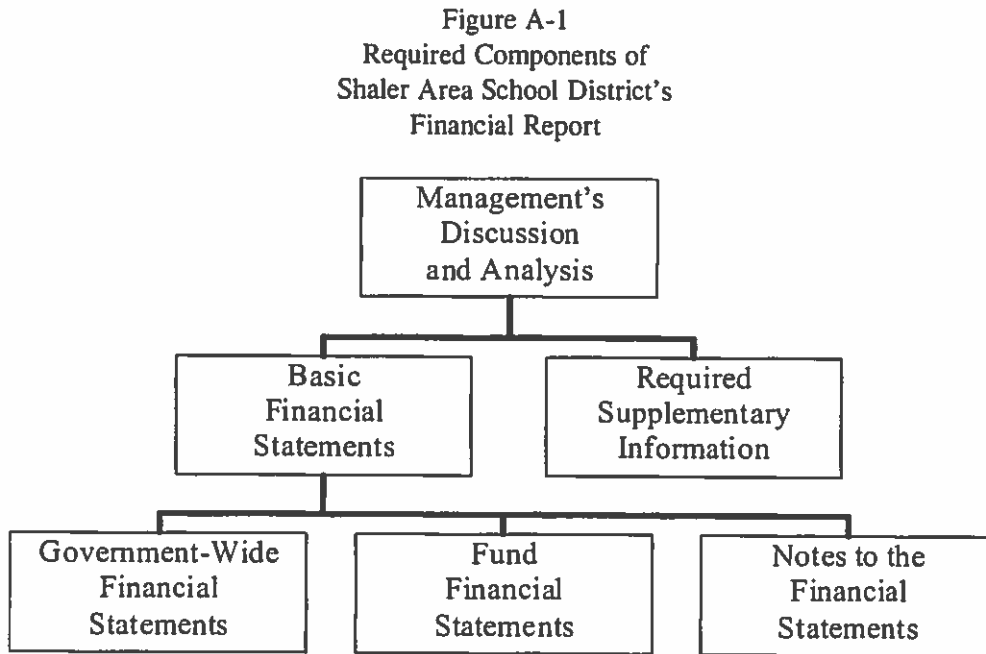 Figure A-1
Required Components of
Shaler Area School District's
Financial Report
Management's
Discussion
and Analysis
Basic
Financial
Statements
Required
Supplementary
Information
Government-Wide
Financial
Statements
Fund
Financial
Statements
Notes to the
Financial
Statements